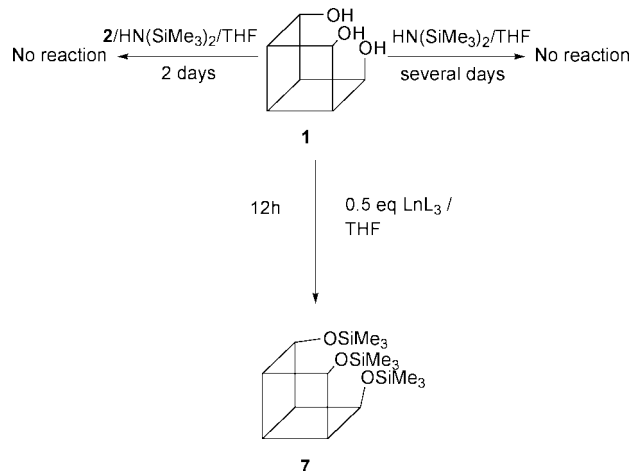 OH
OH
OH
2/HN(SiMe3)2/THF
HN(SiMe3)2/THF
No reaction
No reaction
2 days
several days
1
12h
0.5 eq LnL3 /
THF
OSiMe3
OSiMe3
OSiMe3
7